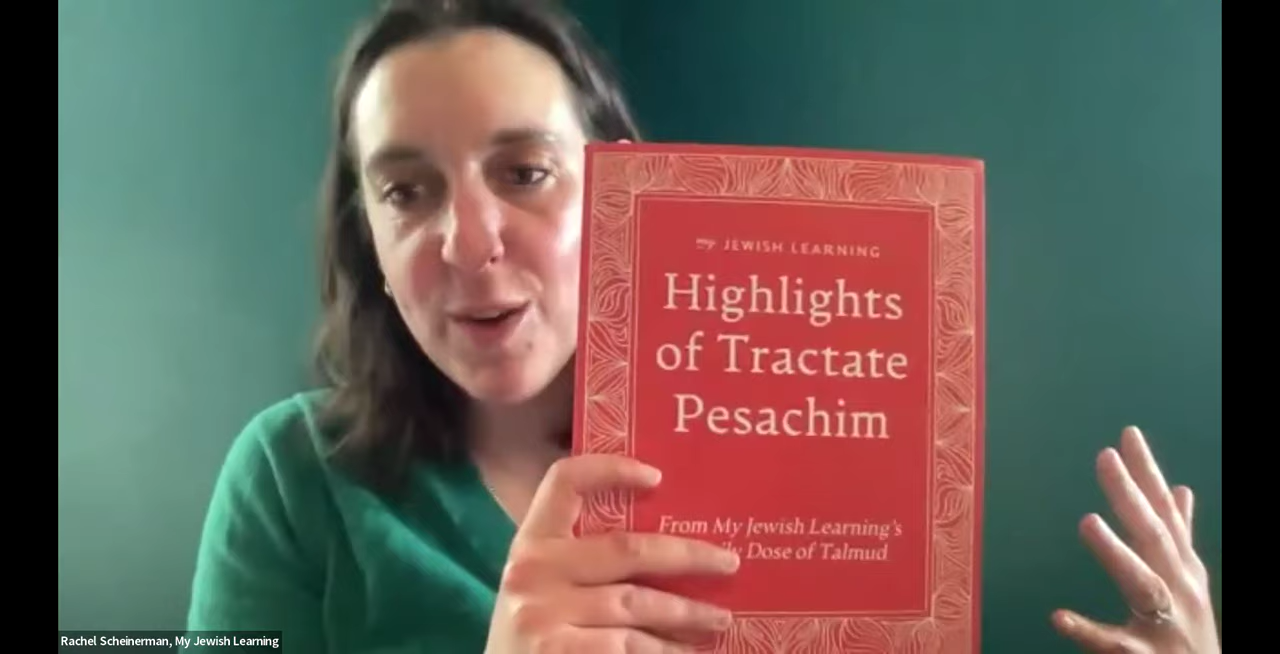 my JEWISH LEARNING
Highlights
of Tractate
Pesachim
From My Jewish Learning's
Dose of Talmud
Rachel Scheinerman, My Jewish Learning